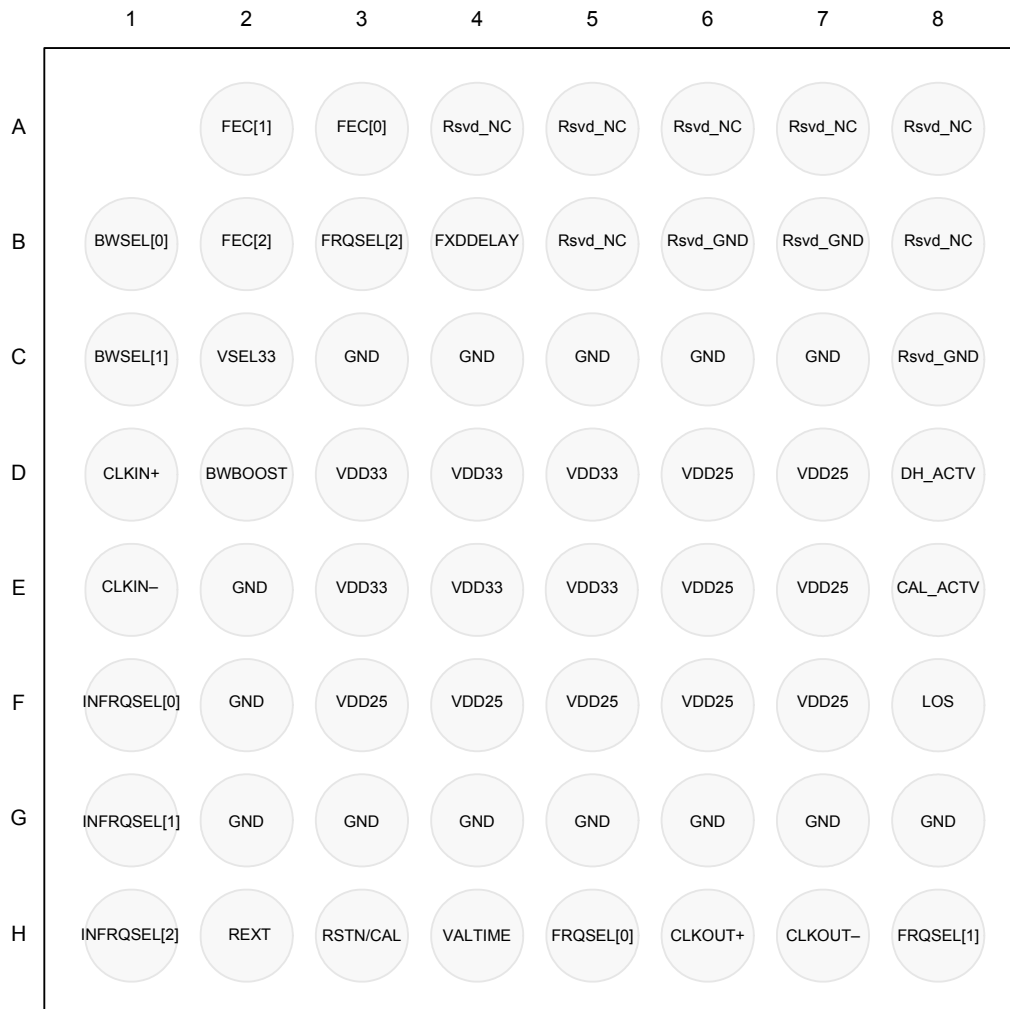 1 2 3 4 5 6 7 8
A FEC[1] FEC[0] Rsvd_NC Rsvd_NC Rsvd_NC Rsvd_NC Rsvd_NC
B BWSEL[0] FEC[2] FRQSEL[2] FXDDELAY Rsvd_NC Rsvd_GND Rsvd_GND Rsvd_NC
C BWSEL[1] VSEL33 GND GND GND GND GND Rsvd_GND
D CLKIN+ BWBOOST VDD33 VDD33 VDD33 VDD25 VDD25 DH_ACTV
E CLKIN– GND VDD33 VDD33 VDD33 VDD25 VDD25 CAL_ACTV
F INFRQSEL[0] GND VDD25 VDD25 VDD25 VDD25 VDD25 LOS
G INFRQSEL[1] GND GND GND GND GND GND GND
H INFRQSEL[2] REXT RSTN/CAL VALTIME FRQSEL[0] CLKOUT+ CLKOUT– FRQSEL[1]